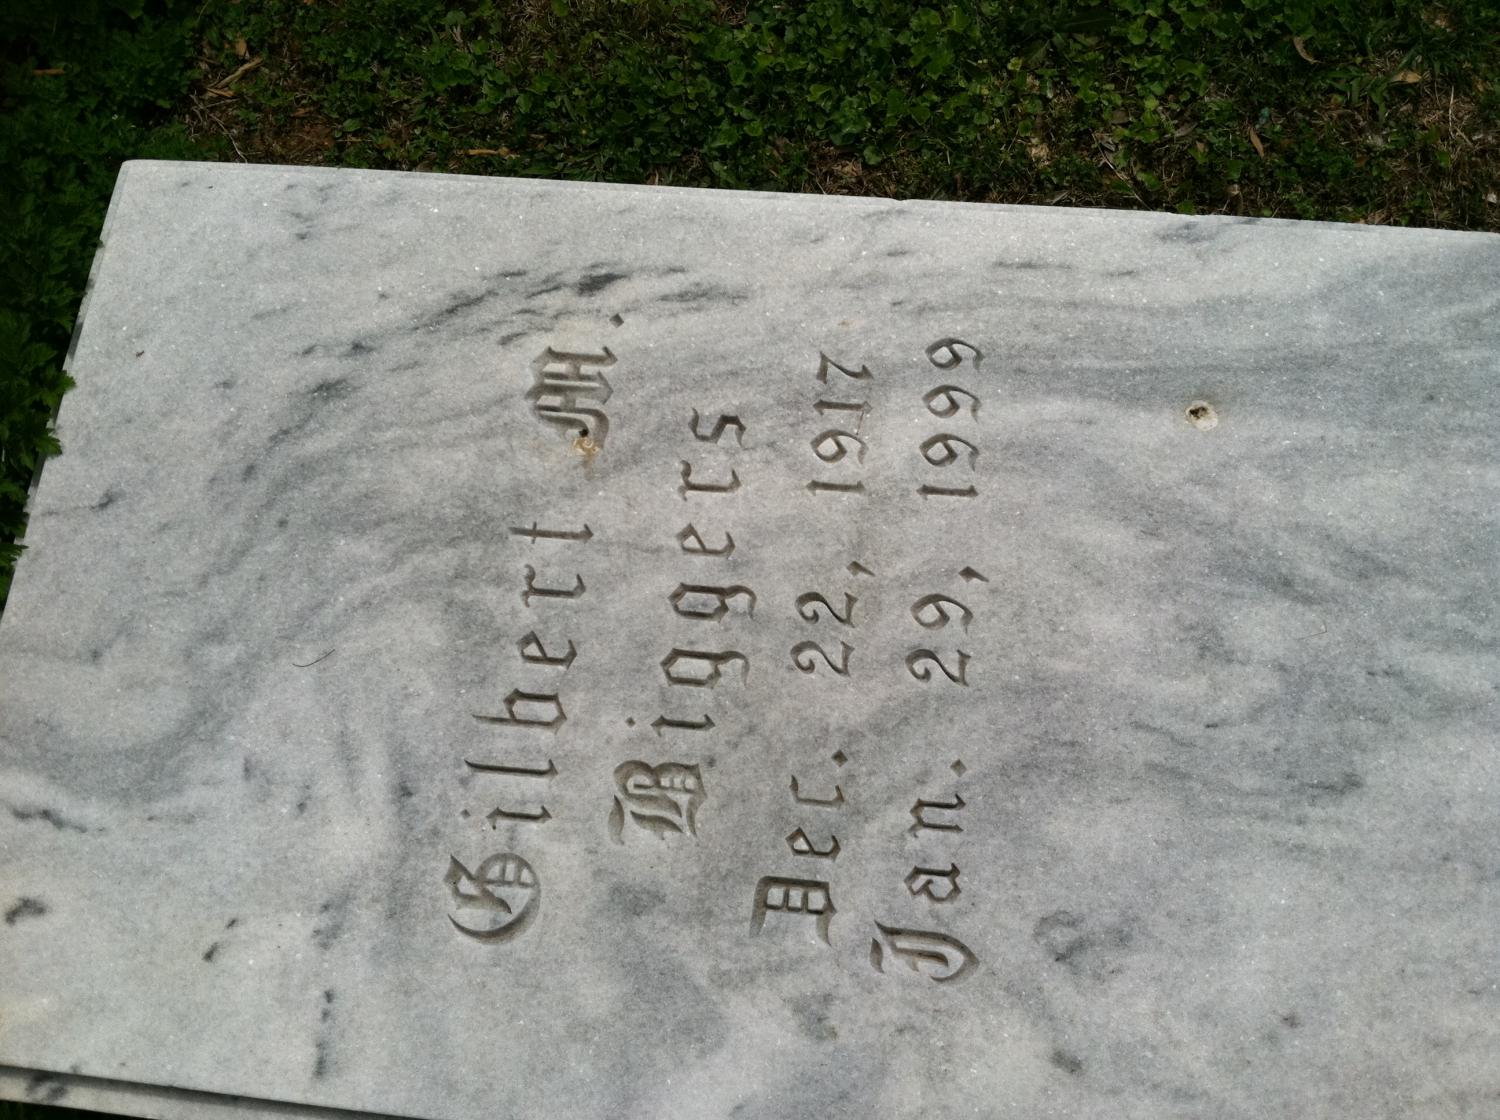 Gilbert M.
Biggers
Dec. 22, 1917
Jan. 29, 1999